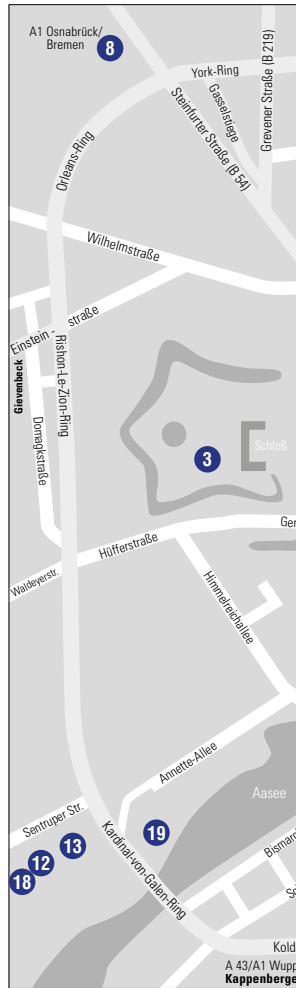 A1 Osnabrück/
Bremen
8
York-Ring
Gasselstiege
Grevener Straße (B 219)
Steinfurter Straße (B 54)
Orleans-Ring
Wilhelmstraße
Einstein - straße
Gievenbeck
Rishon-Le-Zion-Ring
Domagkstraße
3
Schloß
Ger
Hüfferstraße
Waldeyerstr.
Himmelreichallee
Annette-Allee
Aasee
Sentruper Str.
19
13
12
18
Kardinal-von-Galen-Ring
Bismar
Kold
A 43/A1 Wupp
Kappenberge